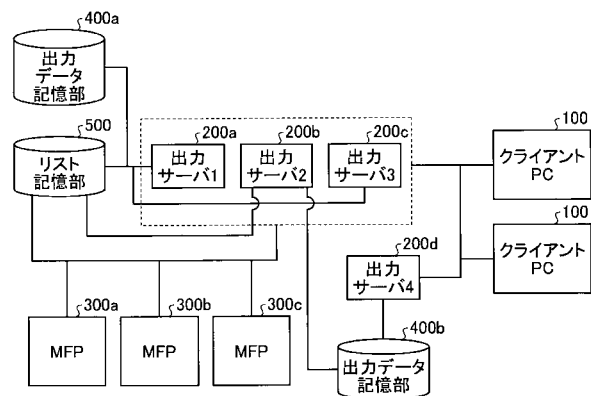 400a
出力
データ
記憶部
500
リスト
記憶部
200a
出力
サーバ1
200b
出力
サーバ2
200c
出力
サーバ3
100
クライアント
PC
100
クライアント
PC
200d
出力
サーバ4
400b
出力データ
記憶部
300a
MFP
300b
MFP
300c
MFP